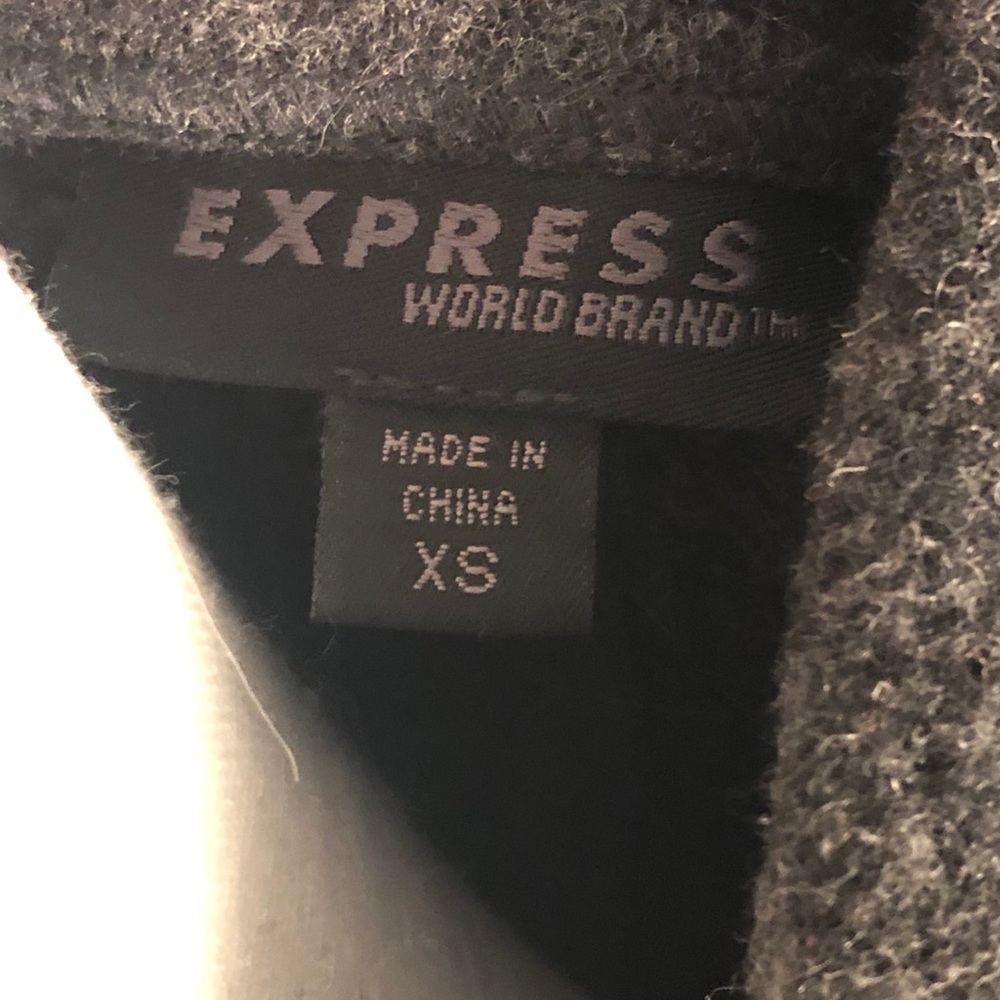 EXPRESS
WORLD BRAND™
MADE IN
CHINA
XS